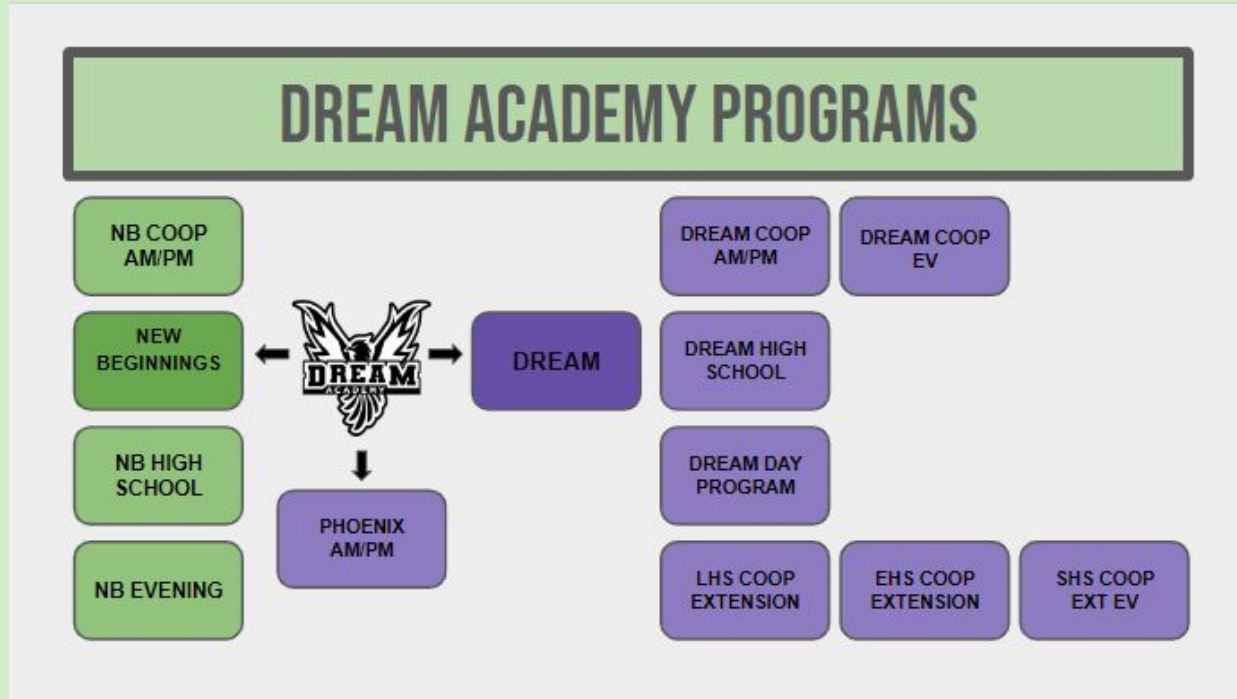 DREAM ACADEMY PROGRAMS
NB COOP
AM/PM
NEW
BEGINNINGS
NB HIGH
SCHOOL
NB EVENING
DREAM
ACADEMY
PHOENIX
AM/PM
DREAM
DREAM COOP
AM/PM
DREAM COOP
EV
DREAM HIGH
SCHOOL
DREAM DAY
PROGRAM
LHS COOP
EXTENSION
EHS COOP
EXTENSION
SHS COOP
EXT EV